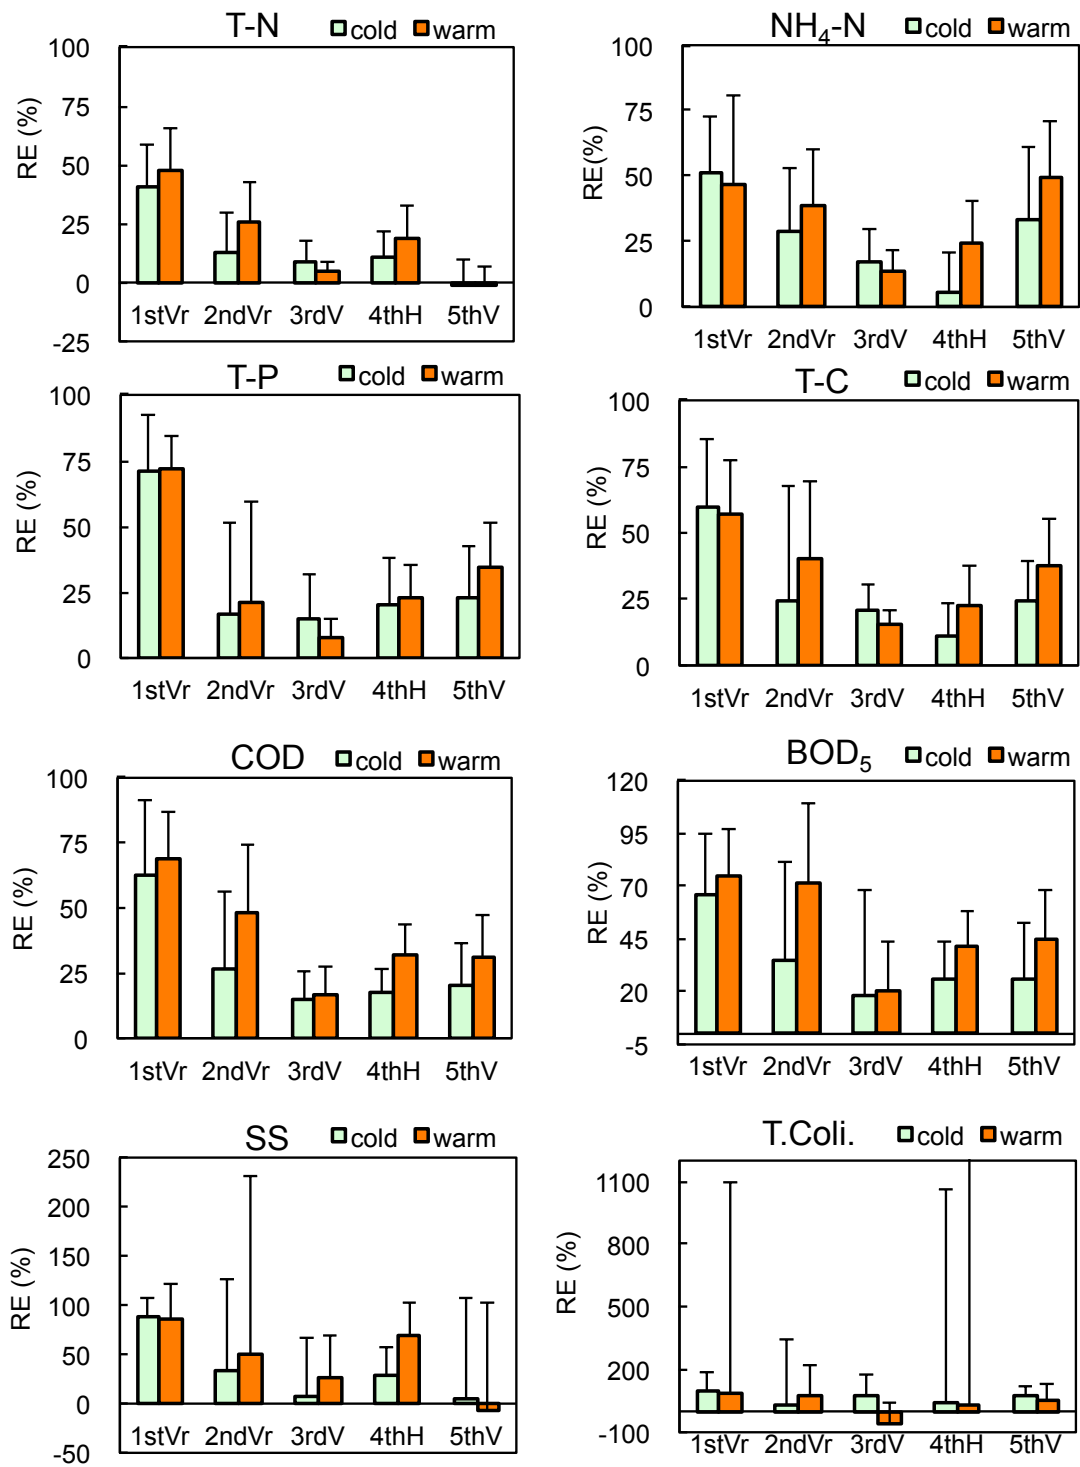 T-N cold warm
100
75
50
25
0
-25
RE (%)
1stVr 2ndVr 3rdV 4thH 5thV
NH4-N cold warm
100
75
50
25
0
RE(%)
1stVr 2ndVr 3rdV 4thH 5thV
T-P cold warm
100
75
50
25
0
RE (%)
1stVr 2ndVr 3rdV 4thH 5thV
T-C cold warm
100
75
50
25
0
RE (%)
1stVr 2ndVr 3rdV 4thH 5thV
COD cold warm
100
75
50
25
0
RE (%)
1stVr 2ndVr 3rdV 4thH 5thV
BOD5 cold warm
120
95
70
45
20
-5
RE (%)
1stVr 2ndVr 3rdV 4thH 5thV
SS cold warm
250
200
150
100
50
0
-50
RE (%)
1stVr 2ndVr 3rdV 4thH 5thV
T.Coli. cold warm
1100
800
500
200
-100
RE (%)
1stVr 2ndVr 3rdV 4thH 5thV